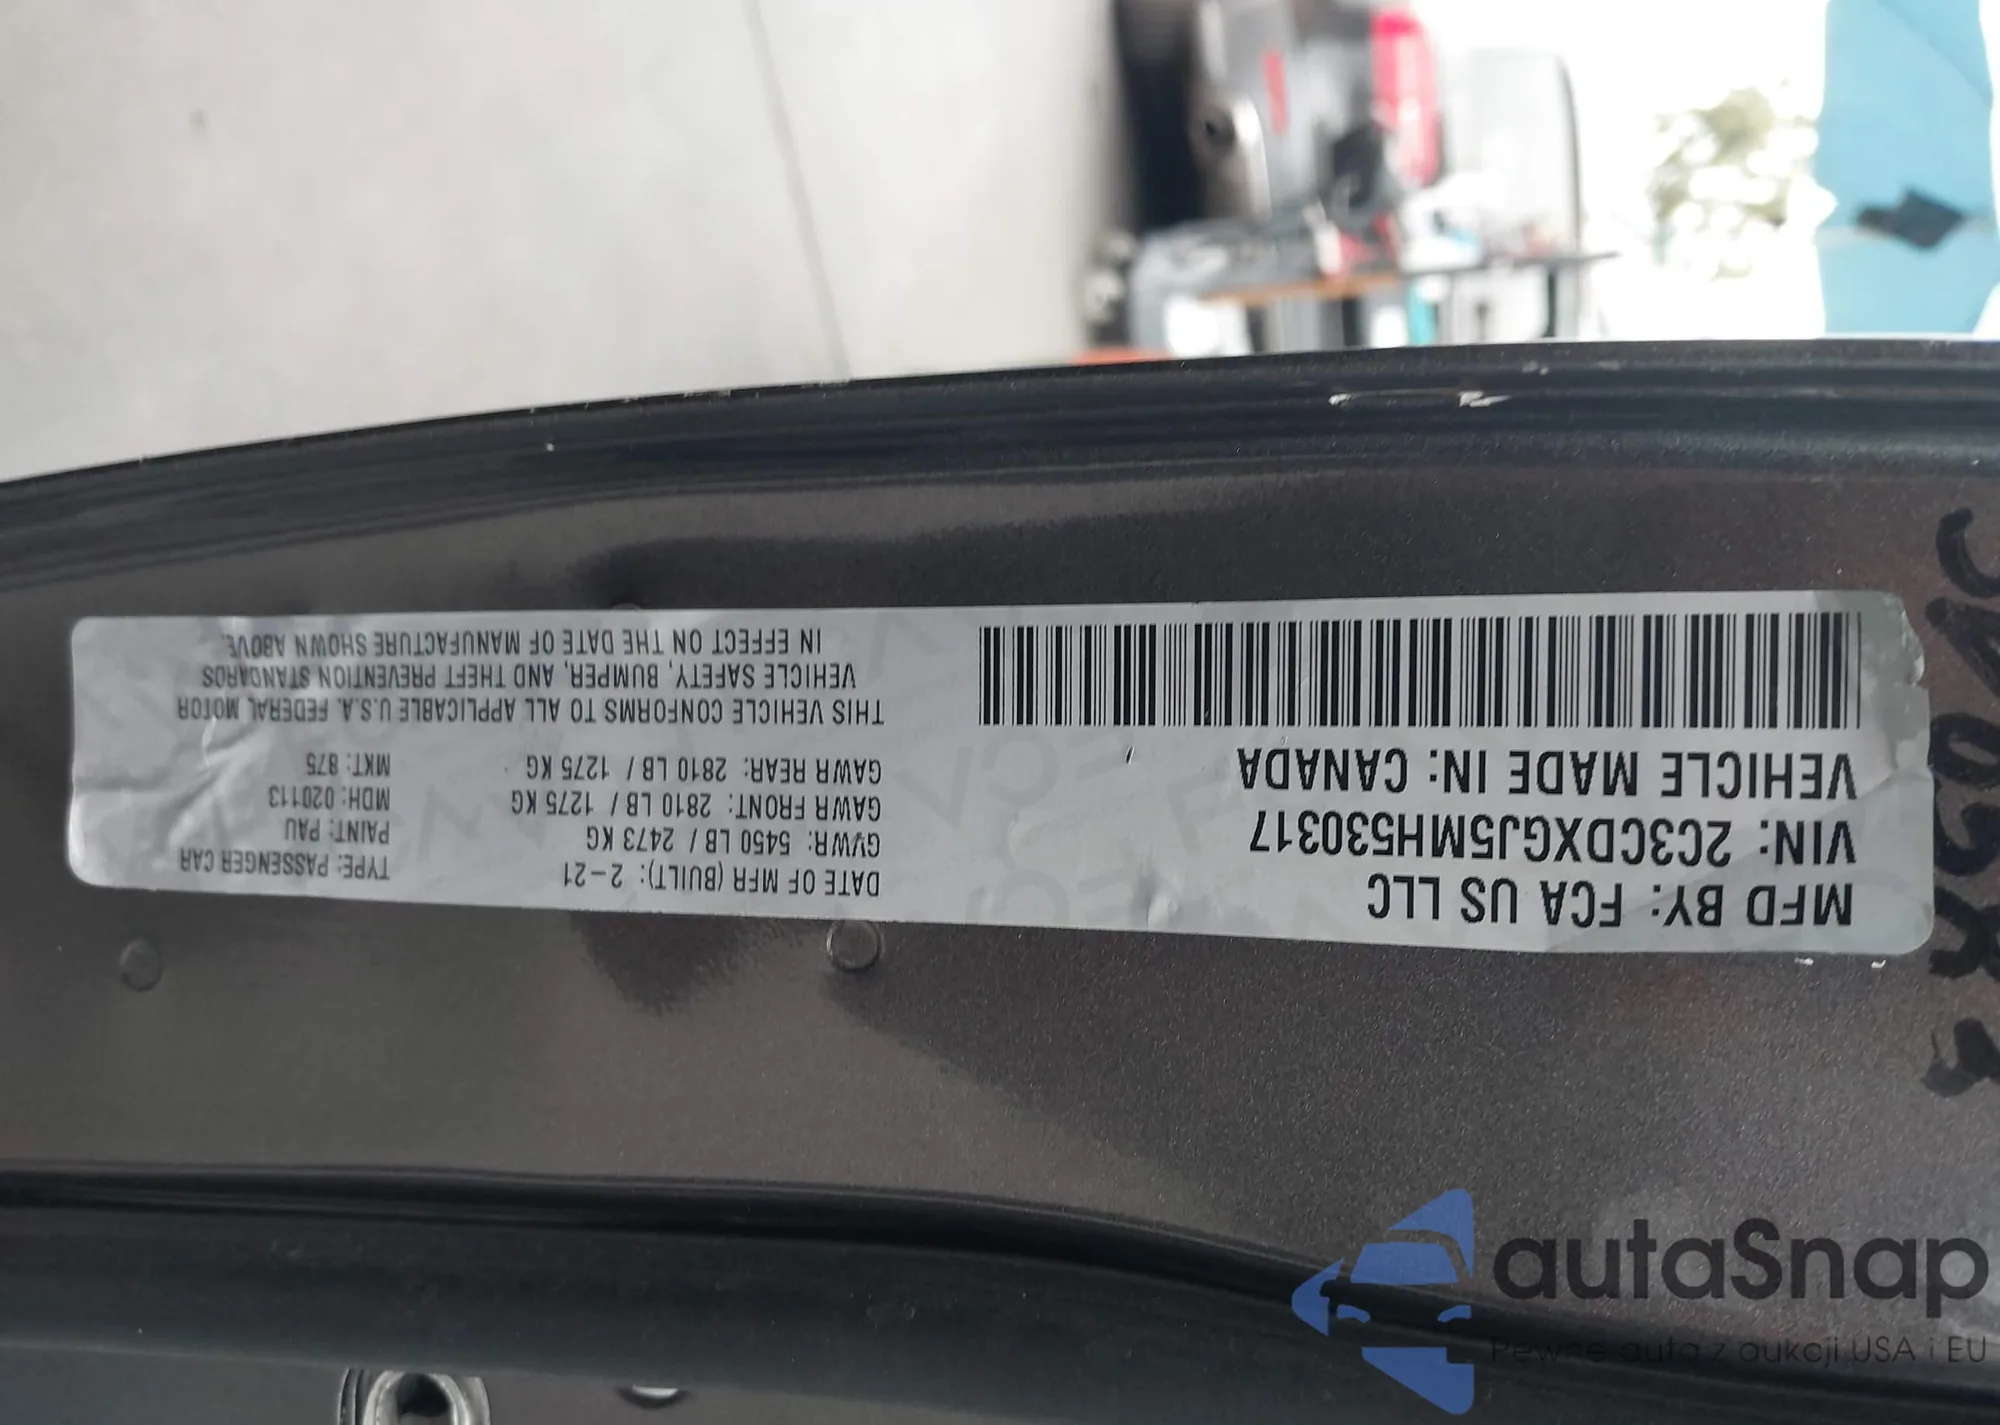 MFD BY: FCA US LLC
VIN: 2C3CDXGJ5MH530317
VEHICLE MADE IN: CANADA
DATE OF MFR (BUILT): 2-21
TYPE: PASSENGER CAR
GVWR: 5450 LB / 2473 KG
PAINT: PAU
GAWR FRONT: 2810 LB / 1275 KG
MDH: 020113
GAWR REAR: 2810 LB / 1275 KG
MKT: 875
THIS VEHICLE CONFORMS TO ALL APPLICABLE U.S.A. FEDERAL MOTOR
VEHICLE SAFETY, BUMPER, AND THEFT PREVENTION STANDARDS
IN EFFECT ON THE DATE OF MANUFACTURE SHOWN ABOVE.
autaSnap
Pewne auta z aukcji USA i EU